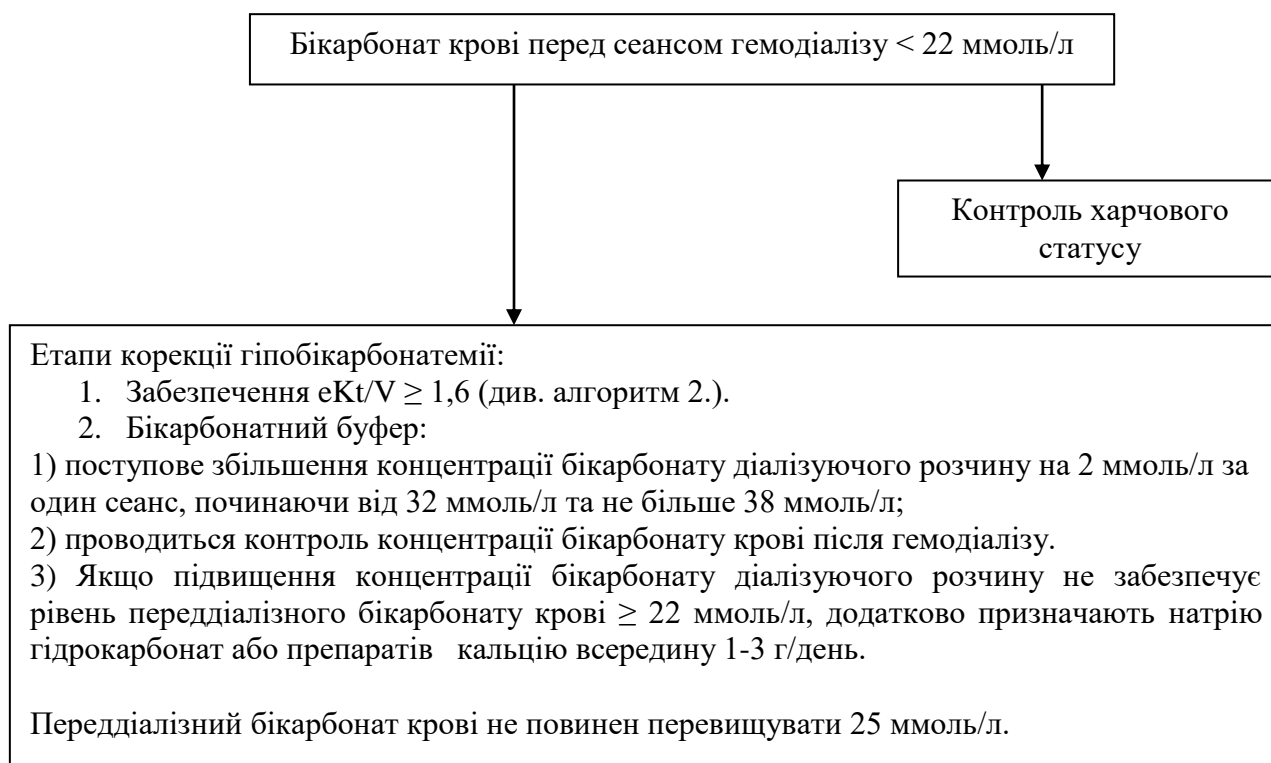 Бікарбонат крові перед сеансом гемодіалізу < 22 ммоль/л
Контроль харчового
статусу
Етапи корекції гіпобікарбонатемії:
1. Забезпечення eKt/V ≥ 1,6 (див. алгоритм 2.).
2. Бікарбонатний буфер:
1) поступове збільшення концентрації бікарбонату діалізуючого розчину на 2 ммоль/л за
один сеанс, починаючи від 32 ммоль/л та не більше 38 ммоль/л;
2) проводиться контроль концентрації бікарбонату крові після гемодіалізу.
3) Якщо підвищення концентрації бікарбонату діалізуючого розчину не забезпечує
рівень переддіалізного бікарбонату крові ≥ 22 ммоль/л, додатково призначають натрію
гідрокарбонат або препаратів кальцію всередину 1-3 г/день.
Переддіалізний бікарбонат крові не повинен перевищувати 25 ммоль/л.